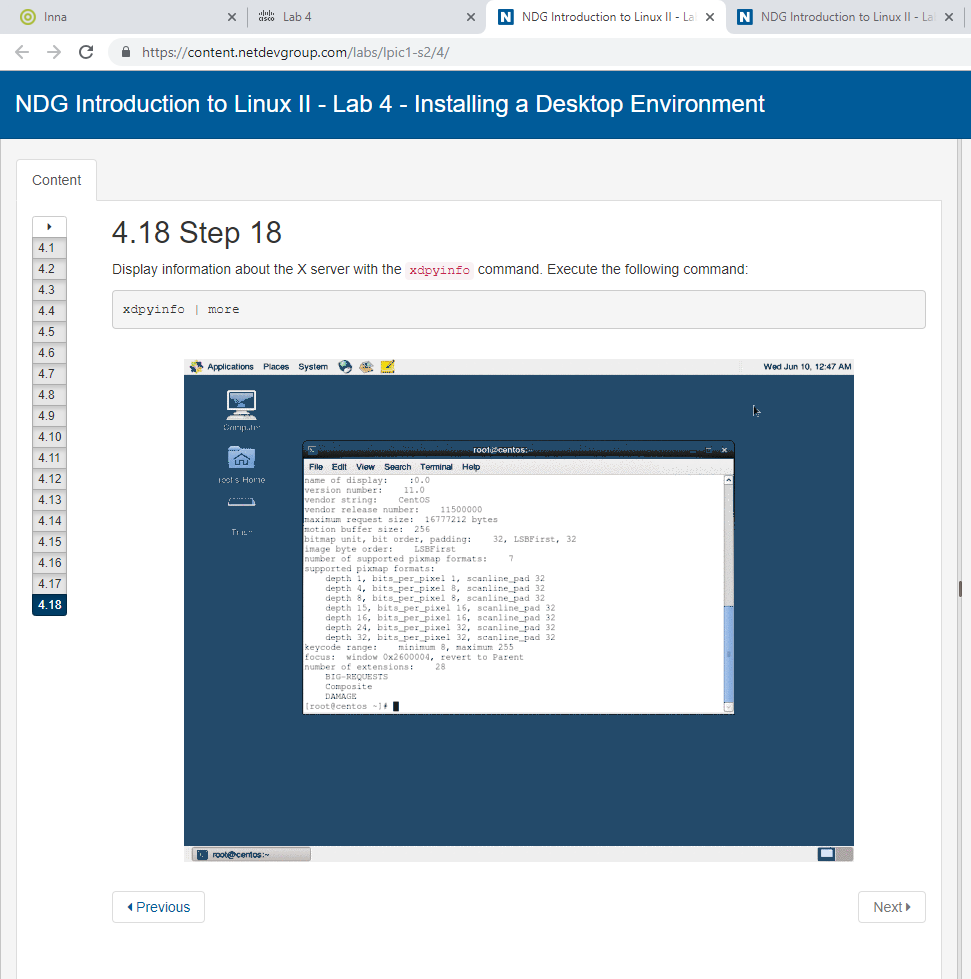 Inna
Lab 4
NDG Introduction to Linux II - La
NDG Introduction to Linux II - La
https://content.netdevgroup.com/labs/lpic1-s2/4/
NDG Introduction to Linux II - Lab 4 - Installing a Desktop Environment
Content
4.1
4.2
4.3
4.4
4.5
4.6
4.7
4.8
4.9
4.10
4.11
4.12
4.13
4.14
4.15
4.16
4.17
4.18
4.18 Step 18
Display information about the X server with the xdpyinfo command. Execute the following command:
xdpyinfo | more
Applications Places System
Wed Jun 10, 12:47 AM
Computer
root's Home
Trash
root@centos:~
File Edit View Search Terminal Help
name of display:    :0.0
version number:    11.0
vendor string:    CentOS
vendor release number:    11500000
maximum request size:  16777212 bytes
motion buffer size:  256
bitmap unit, bit order, padding:    32, LSBFirst, 32
image byte order:    LSBFirst
number of supported pixmap formats:    7
supported pixmap formats:
depth 1, bits_per_pixel 1, scanline_pad 32
depth 4, bits_per_pixel 8, scanline_pad 32
depth 8, bits_per_pixel 8, scanline_pad 32
depth 15, bits_per_pixel 16, scanline_pad 32
depth 16, bits_per_pixel 16, scanline_pad 32
depth 24, bits_per_pixel 32, scanline_pad 32
depth 32, bits_per_pixel 32, scanline_pad 32
keycode range:    minimum 8, maximum 255
focus:  window 0x2600004, revert to Parent
number of extensions:    28
BIG-REQUESTS
Composite
DAMAGE
[root@centos ~]#
root@centos:~
Previous
Next